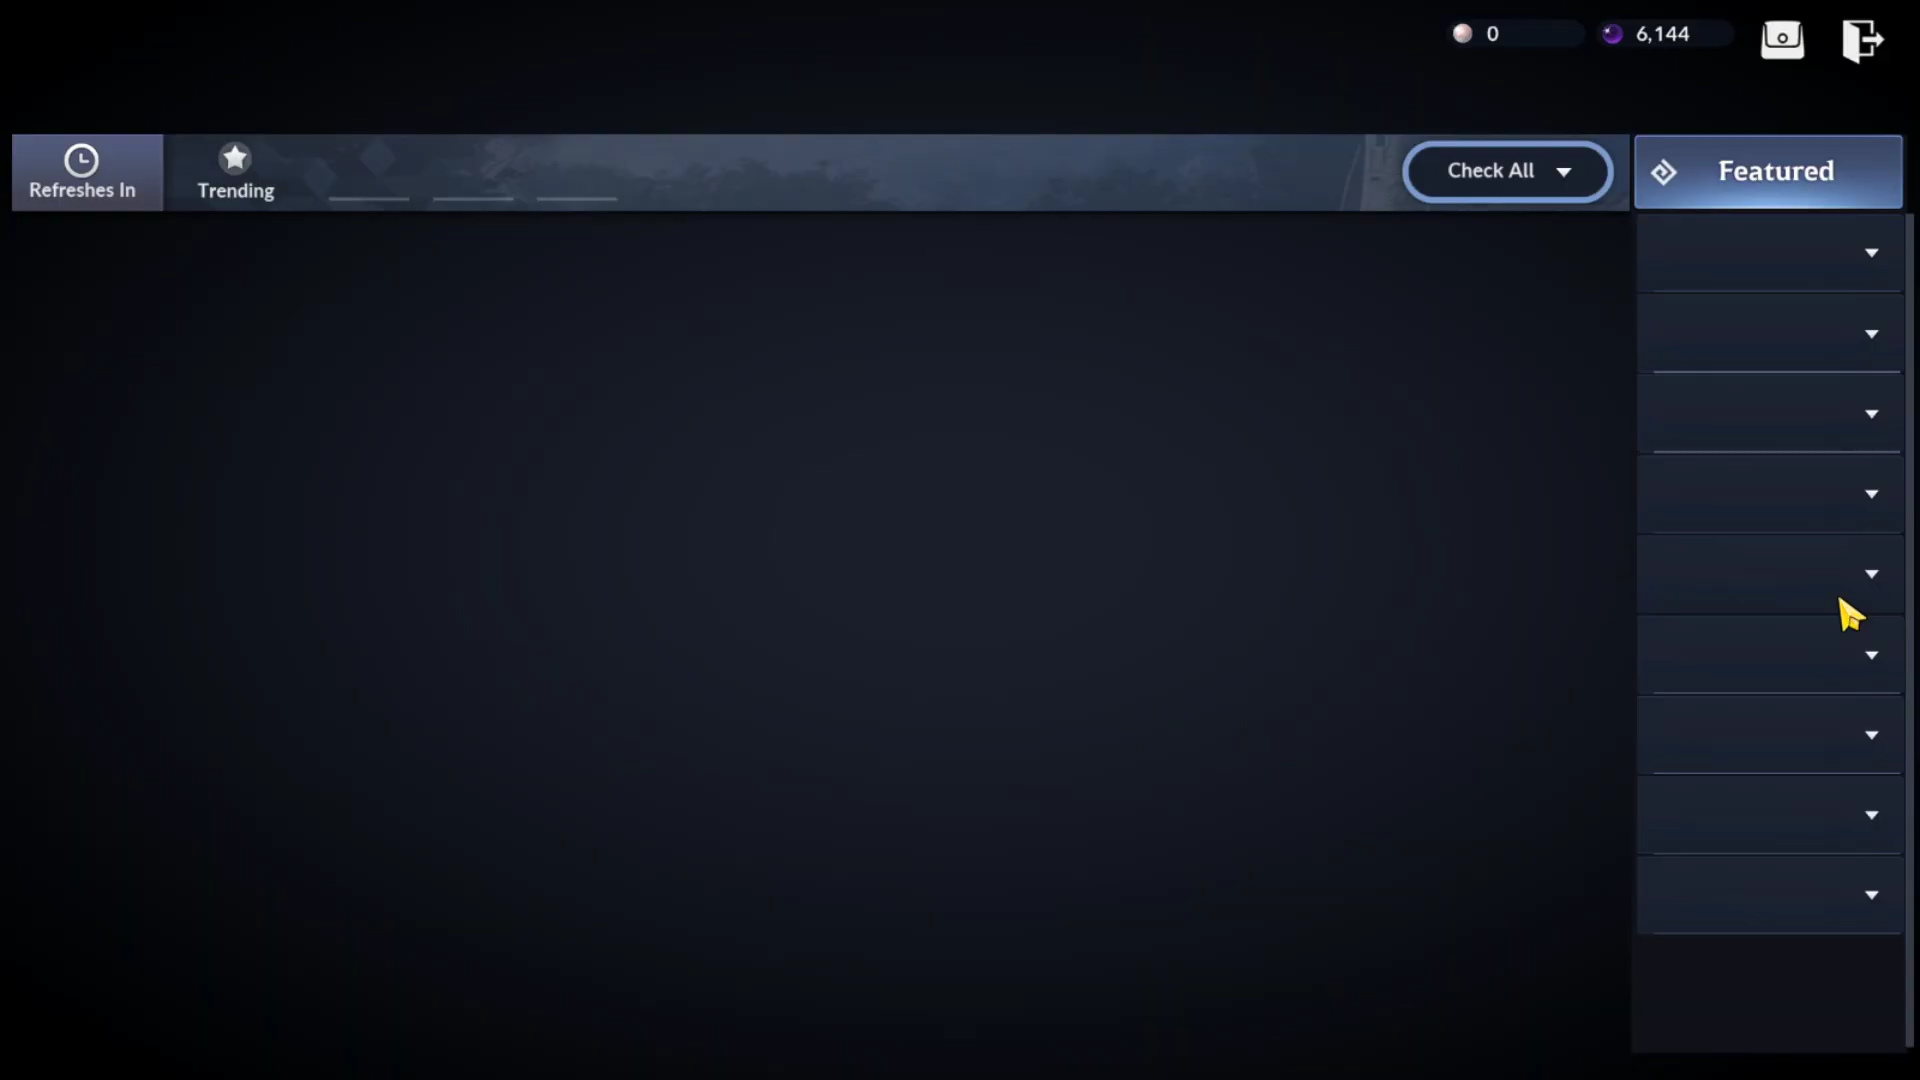 0
6,144
Refreshes In
Trending
Check All
Featured